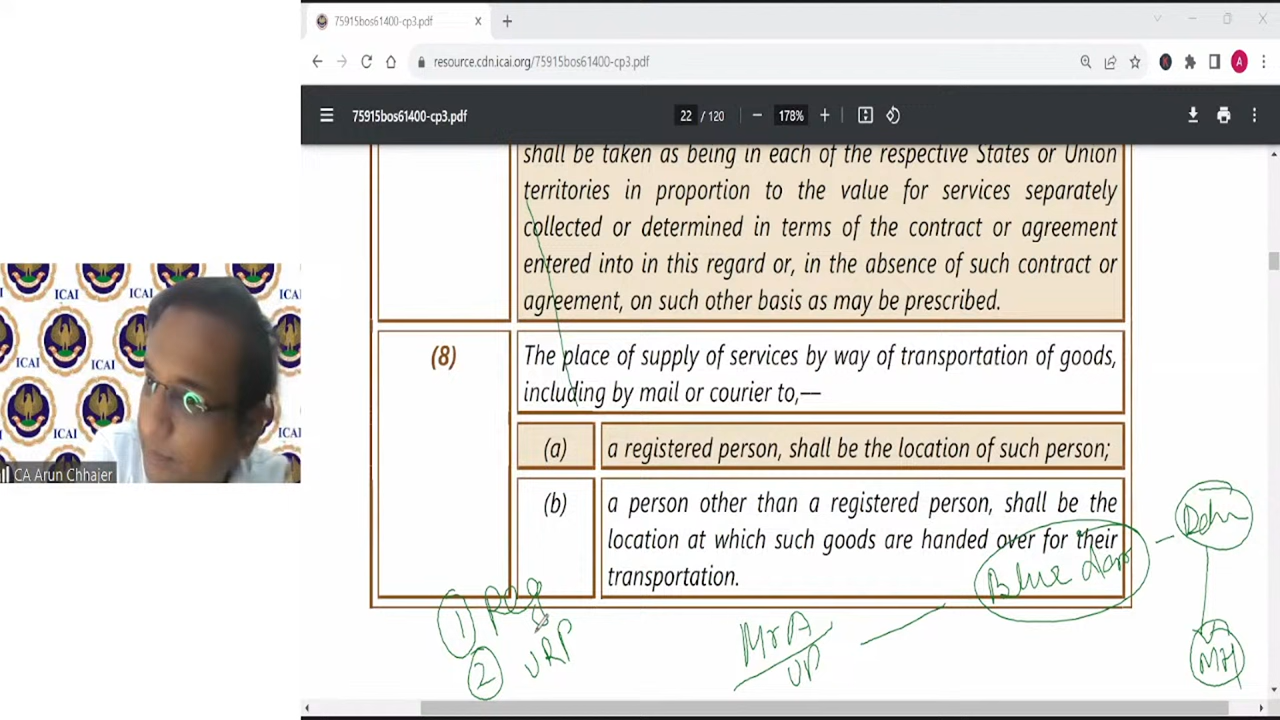 75915bos61400-cp3.pdf
resource.cdn.icai.org/75915bos61400-cp3.pdf
A
75915bos61400-cp3.pdf
22 / 120
178%
shall be taken as being in each of the respective States or Union
territories in proportion to the value for services separately
collected or determined in terms of the contract or agreement
entered into in this regard or, in the absence of such contract or
agreement, on such other basis as may be prescribed.
(8)
The place of supply of services by way of transportation of goods,
including by mail or courier to,––
(a)
a registered person, shall be the location of such person;
(b)
a person other than a registered person, shall be the
location at which such goods are handed over for their
transportation.
1 Reg
2 URP
Mr A
UP
Blue
MH
ICAI
ICAI
ICAI
ICAI
ICAI
ICAI
CA Arun Chhajer